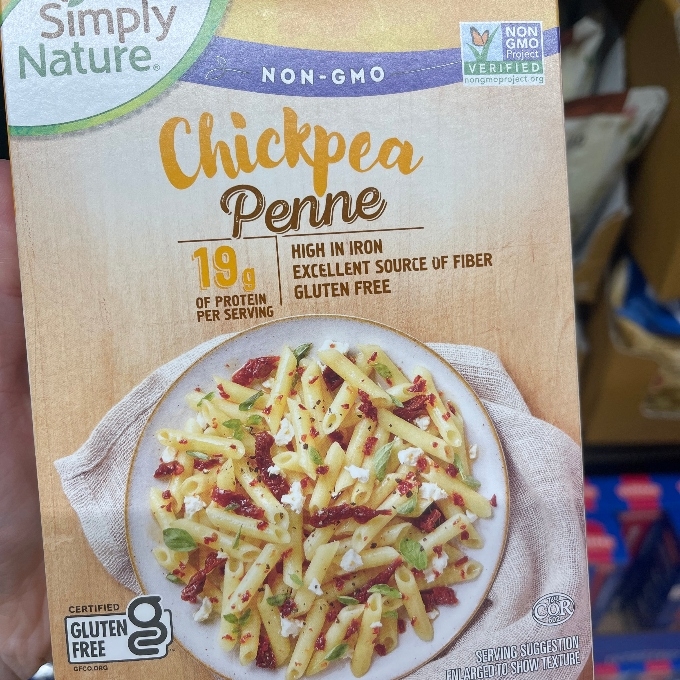 Simply
Nature®
NON-GMO
NON
GMO
Project
VERIFIED
nongmoproject.org
Chickpea
Penne
19g
OF PROTEIN
PER SERVING
HIGH IN IRON
EXCELLENT SOURCE OF FIBER
GLUTEN FREE
CERTIFIED
GLUTEN
FREE
GFCO.ORG
COR
SERVING SUGGESTION
ENLARGED TO SHOW TEXTURE